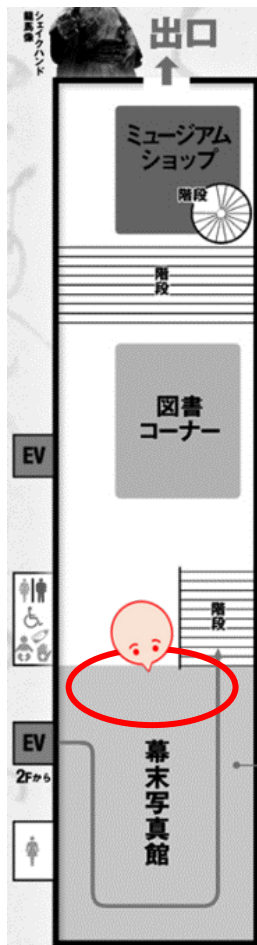 シェイクハンド
龍馬像
出口
ミュージアム
ショップ
階段
階
段
図書
コーナー
EV
階
段
EV
2Fから
幕末写真館